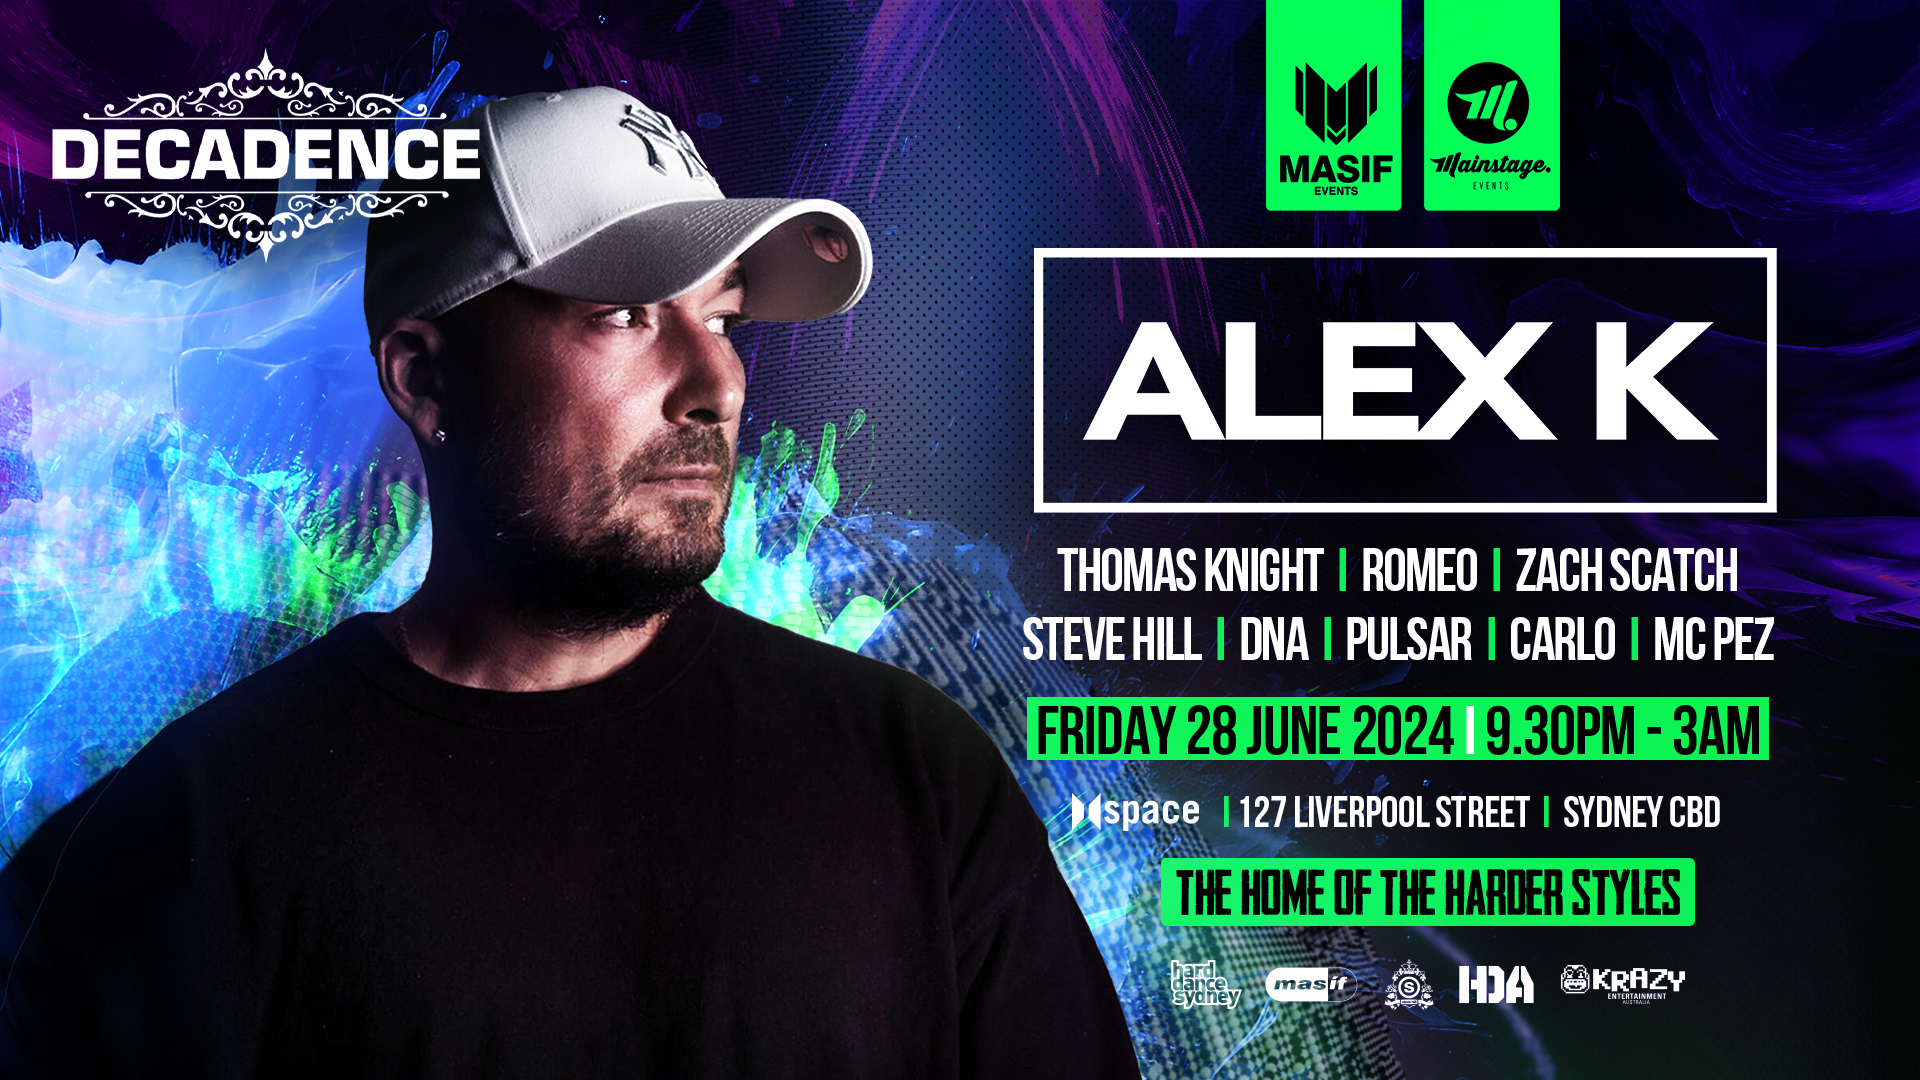 DECADENCE
NY
MASIF
EVENTS
M.
Mainstage.
EVENTS
ALEX K
THOMAS KNIGHT | ROMEO | ZACH SCATCH
STEVE HILL | DNA | PULSAR | CARLO | MC PEZ
FRIDAY 28 JUNE 2024 | 9.30PM - 3AM
space | 127 LIVERPOOL STREET | SYDNEY CBD
THE HOME OF THE HARDER STYLES
hard
dance
sydney
masif
S
HDA
KRAZY
ENTERTAINMENT
AUSTRALIA